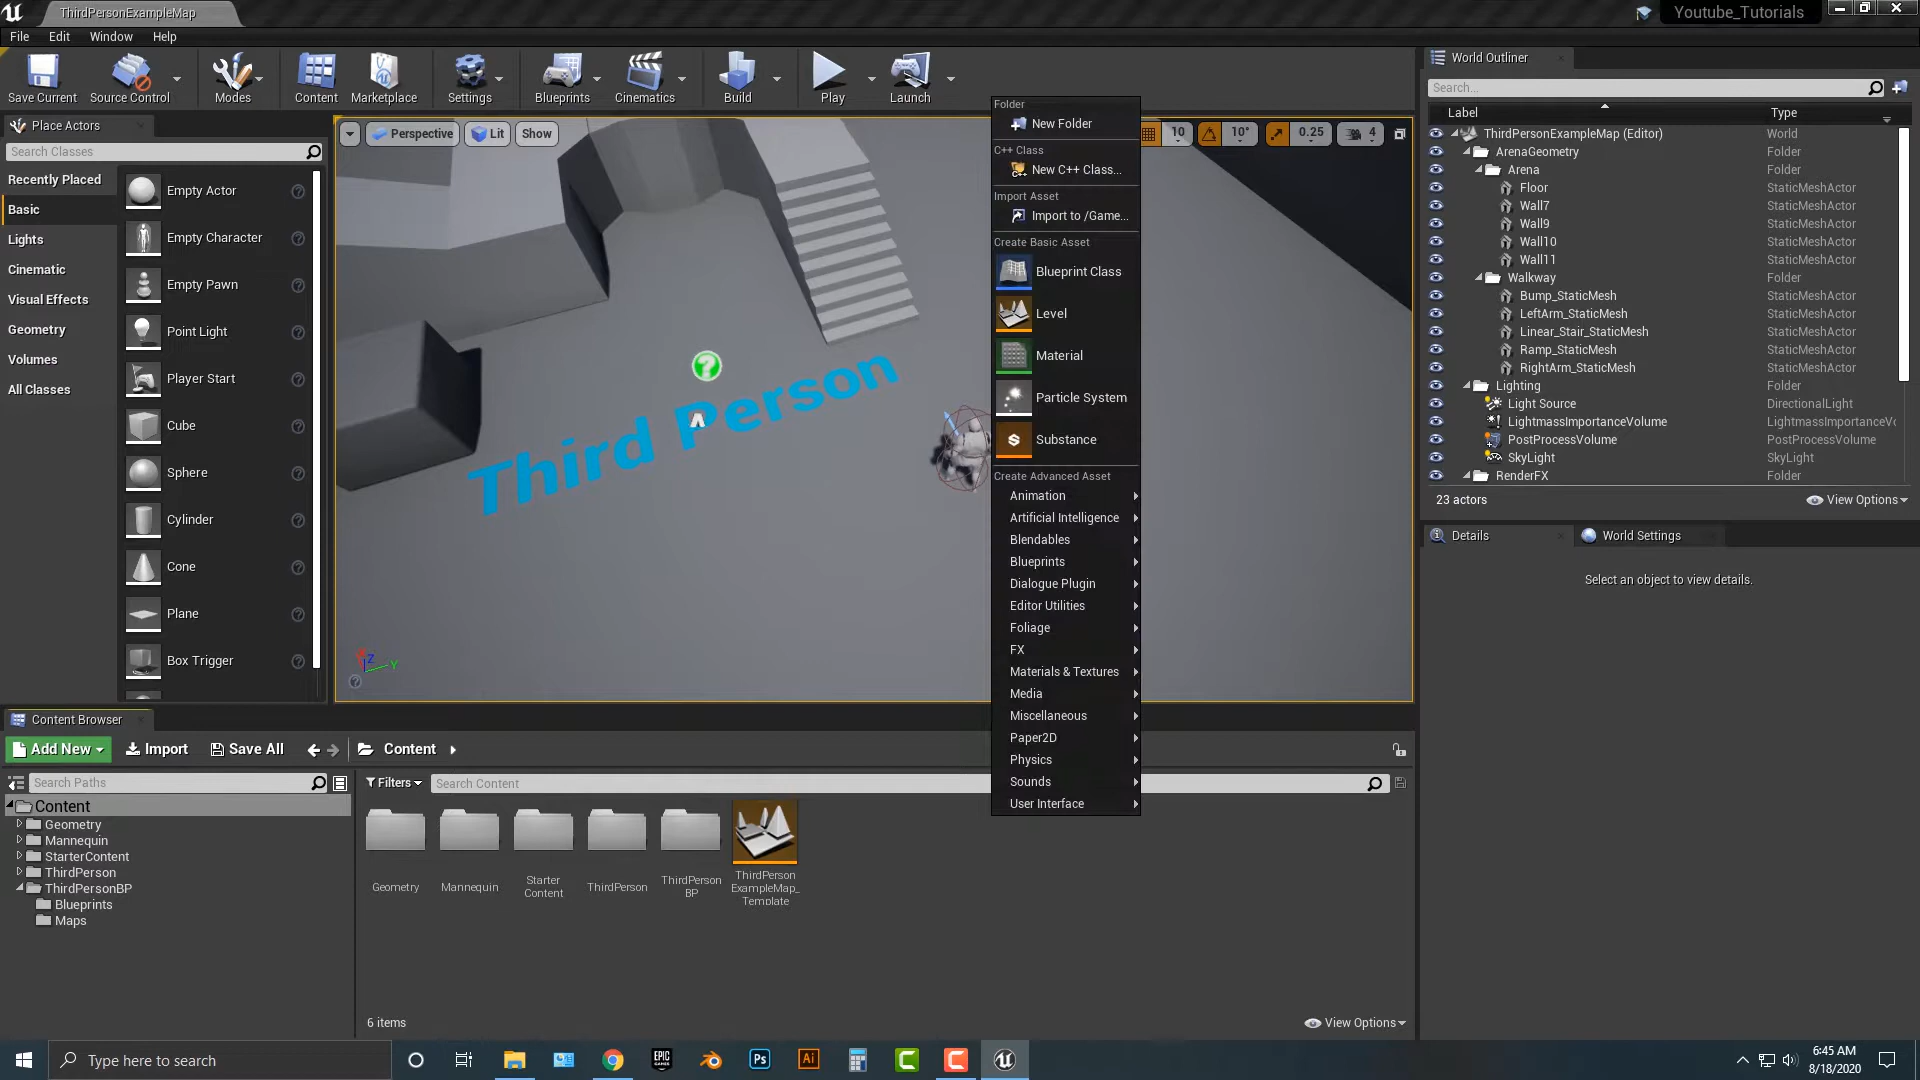 ThirdPersonExampleMap
Youtube_Tutorials
File Edit Window Help
Save Current
Source Control
Modes
Content
Marketplace
Settings
Blueprints
Cinematics
Build
Play
Launch
Place Actors
Search Classes
Recently Placed
Basic
Lights
Cinematic
Visual Effects
Geometry
Volumes
All Classes
Empty Actor
Empty Character
Empty Pawn
Point Light
Player Start
Cube
Sphere
Cylinder
Cone
Plane
Box Trigger
Perspective
Lit
Show
10
10°
0.25
4
Third Person
Z
Y
Folder
New Folder
C++ Class
New C++ Class...
Import Asset
Import to /Game...
Create Basic Asset
Blueprint Class
Level
Material
Particle System
Substance
Create Advanced Asset
Animation
Artificial Intelligence
Blendables
Blueprints
Dialogue Plugin
Editor Utilities
Foliage
FX
Materials & Textures
Media
Miscellaneous
Paper2D
Physics
Sounds
User Interface
World Outliner
Search...
Label Type
ThirdPersonExampleMap (Editor) World
ArenaGeometry Folder
Arena Folder
Floor StaticMeshActor
Wall7 StaticMeshActor
Wall9 StaticMeshActor
Wall10 StaticMeshActor
Wall11 StaticMeshActor
Walkway Folder
Bump_StaticMesh StaticMeshActor
LeftArm_StaticMesh StaticMeshActor
Linear_Stair_StaticMesh StaticMeshActor
Ramp_StaticMesh StaticMeshActor
RightArm_StaticMesh StaticMeshActor
Lighting Folder
Light Source DirectionalLight
LightmassImportanceVolume LightmassImportanceVo
PostProcessVolume PostProcessVolume
SkyLight SkyLight
RenderFX Folder
23 actors
View Options
Details
World Settings
Select an object to view details.
Content Browser
Add New
Import
Save All
Content
Search Paths
Filters
Search Content
Content
Geometry
Mannequin
StarterContent
ThirdPerson
ThirdPersonBP
Blueprints
Maps
Geometry
Mannequin
Starter
Content
ThirdPerson
ThirdPerson
BP
ThirdPerson
ExampleMap_
Template
6 items
View Options
Type here to search
EPIC
GAMES
Ps
Ai
6:45 AM
8/18/2020